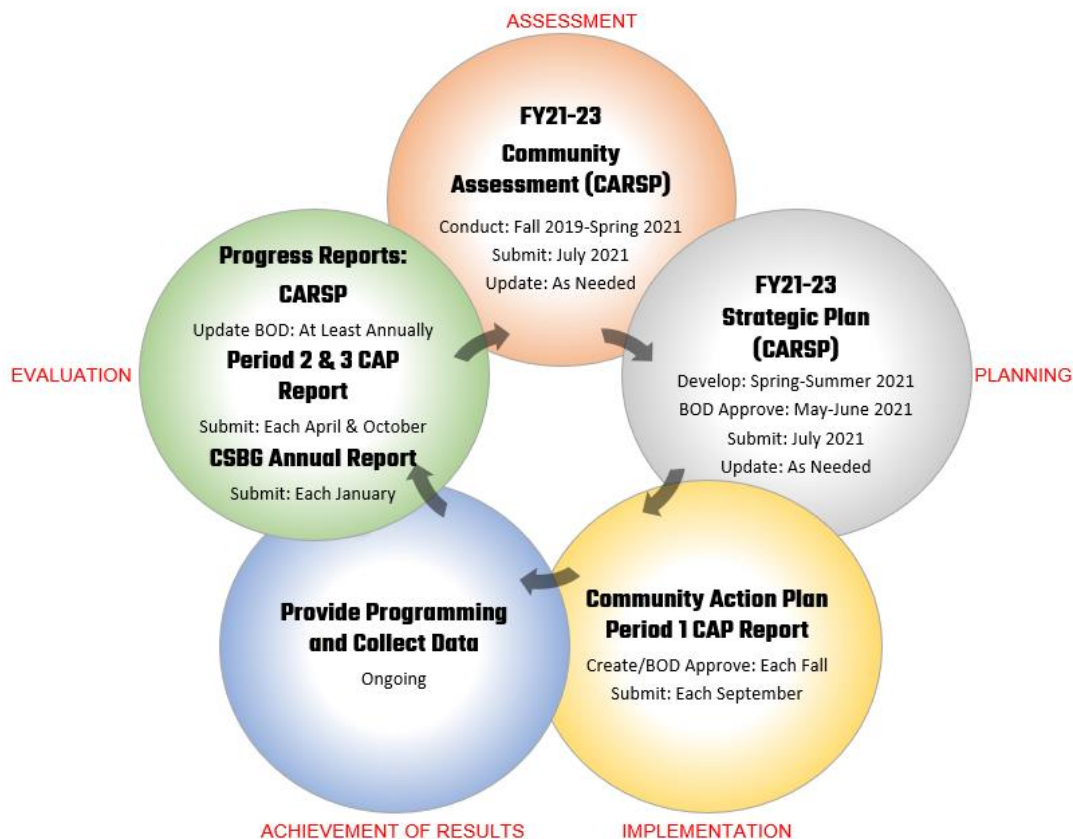 ASSESSMENT
FY21-23
Community
Assessment (CARSP)
Conduct: Fall 2019-Spring 2021
Submit: July 2021
Update: As Needed
PLANNING
FY21-23
Strategic Plan
(CARSP)
Develop: Spring-Summer 2021
BOD Approve: May-June 2021
Submit: July 2021
Update: As Needed
Community Action Plan
Period 1 CAP Report
Create/BOD Approve: Each Fall
Submit: Each September
IMPLEMENTATION
Provide Programming
and Collect Data
Ongoing
ACHIEVEMENT OF RESULTS
EVALUATION
Progress Reports:
CARSP
Update BOD: At Least Annually
Period 2 & 3 CAP
Report
Submit: Each April & October
CSBG Annual Report
Submit: Each January